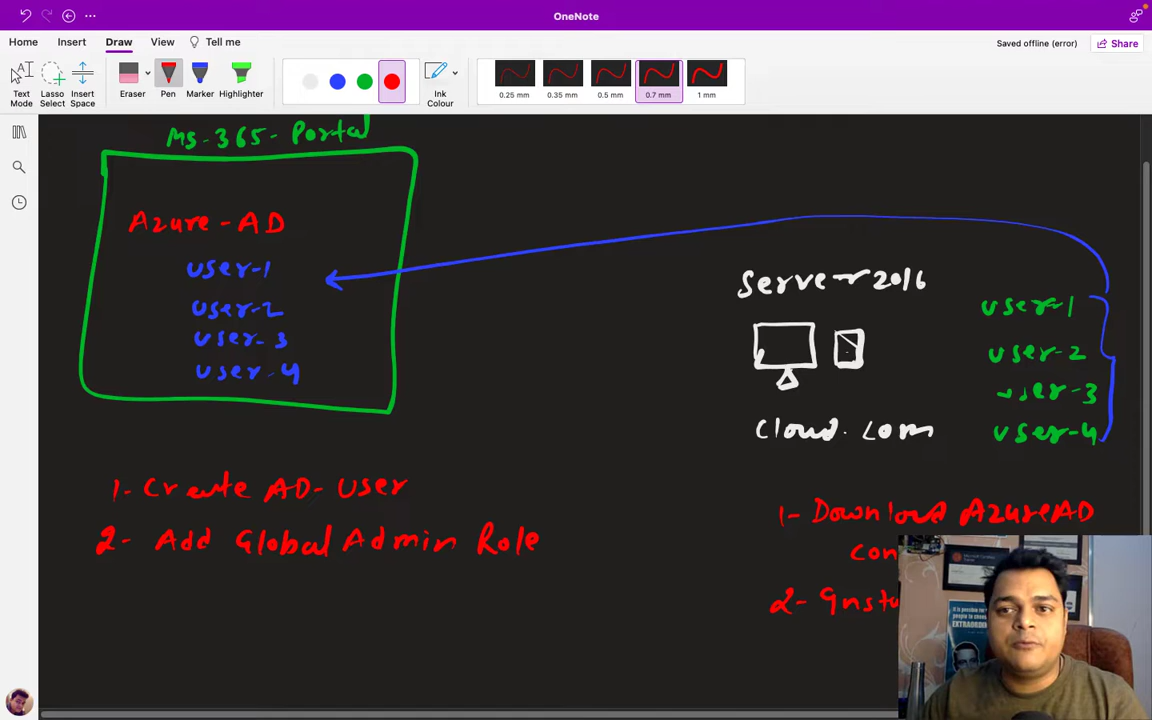 OneNote
Home Insert Draw View Tell me
Saved offline (error) Share
Text Mode
Lasso Select
Insert Space
Eraser
Pen
Marker
Highlighter
Ink Colour
0.25 mm
0.35 mm
0.5 mm
0.7 mm
1 mm
Ms-365-Portal
Azure-AD
user-1
user-2
user-3
user-4
Server 2016
cloud.com
user-1
user-2
user-3
user-4
1- Create AD-User
2- Add Global Admin Role
1- Download AzureAD
con
2- Insta
EXTRAORDIN